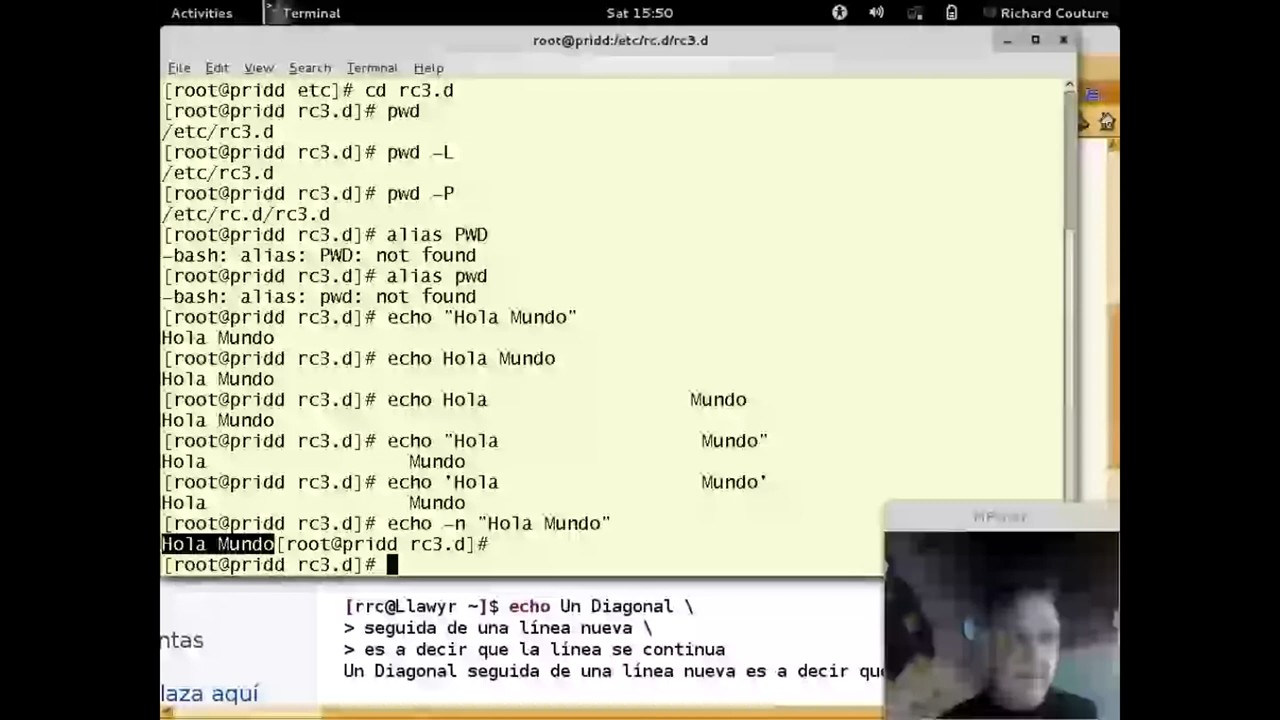 Activities Terminal Sat 15:50 Richard Couture
root@pridd:/etc/rc.d/rc3.d
File Edit View Search Terminal Help
[root@pridd etc]# cd rc3.d
[root@pridd rc3.d]# pwd
/etc/rc3.d
[root@pridd rc3.d]# pwd -L
/etc/rc3.d
[root@pridd rc3.d]# pwd -P
/etc/rc.d/rc3.d
[root@pridd rc3.d]# alias PWD
-bash: alias: PWD: not found
[root@pridd rc3.d]# alias pwd
-bash: alias: pwd: not found
[root@pridd rc3.d]# echo "Hola Mundo"
Hola Mundo
[root@pridd rc3.d]# echo Hola Mundo
Hola Mundo
[root@pridd rc3.d]# echo Hola                  Mundo
Hola Mundo
[root@pridd rc3.d]# echo "Hola                  Mundo"
Hola                  Mundo
[root@pridd rc3.d]# echo 'Hola                  Mundo'
Hola                  Mundo
[root@pridd rc3.d]# echo -n "Hola Mundo"
Hola Mundo[root@pridd rc3.d]#
[root@pridd rc3.d]#
MPlayer
[rrc@Llawyr ~]$ echo Un Diagonal \
> seguida de una línea nueva \
> es a decir que la línea se continua
Un Diagonal seguida de una línea nueva es a decir que
ntas
laza aquí